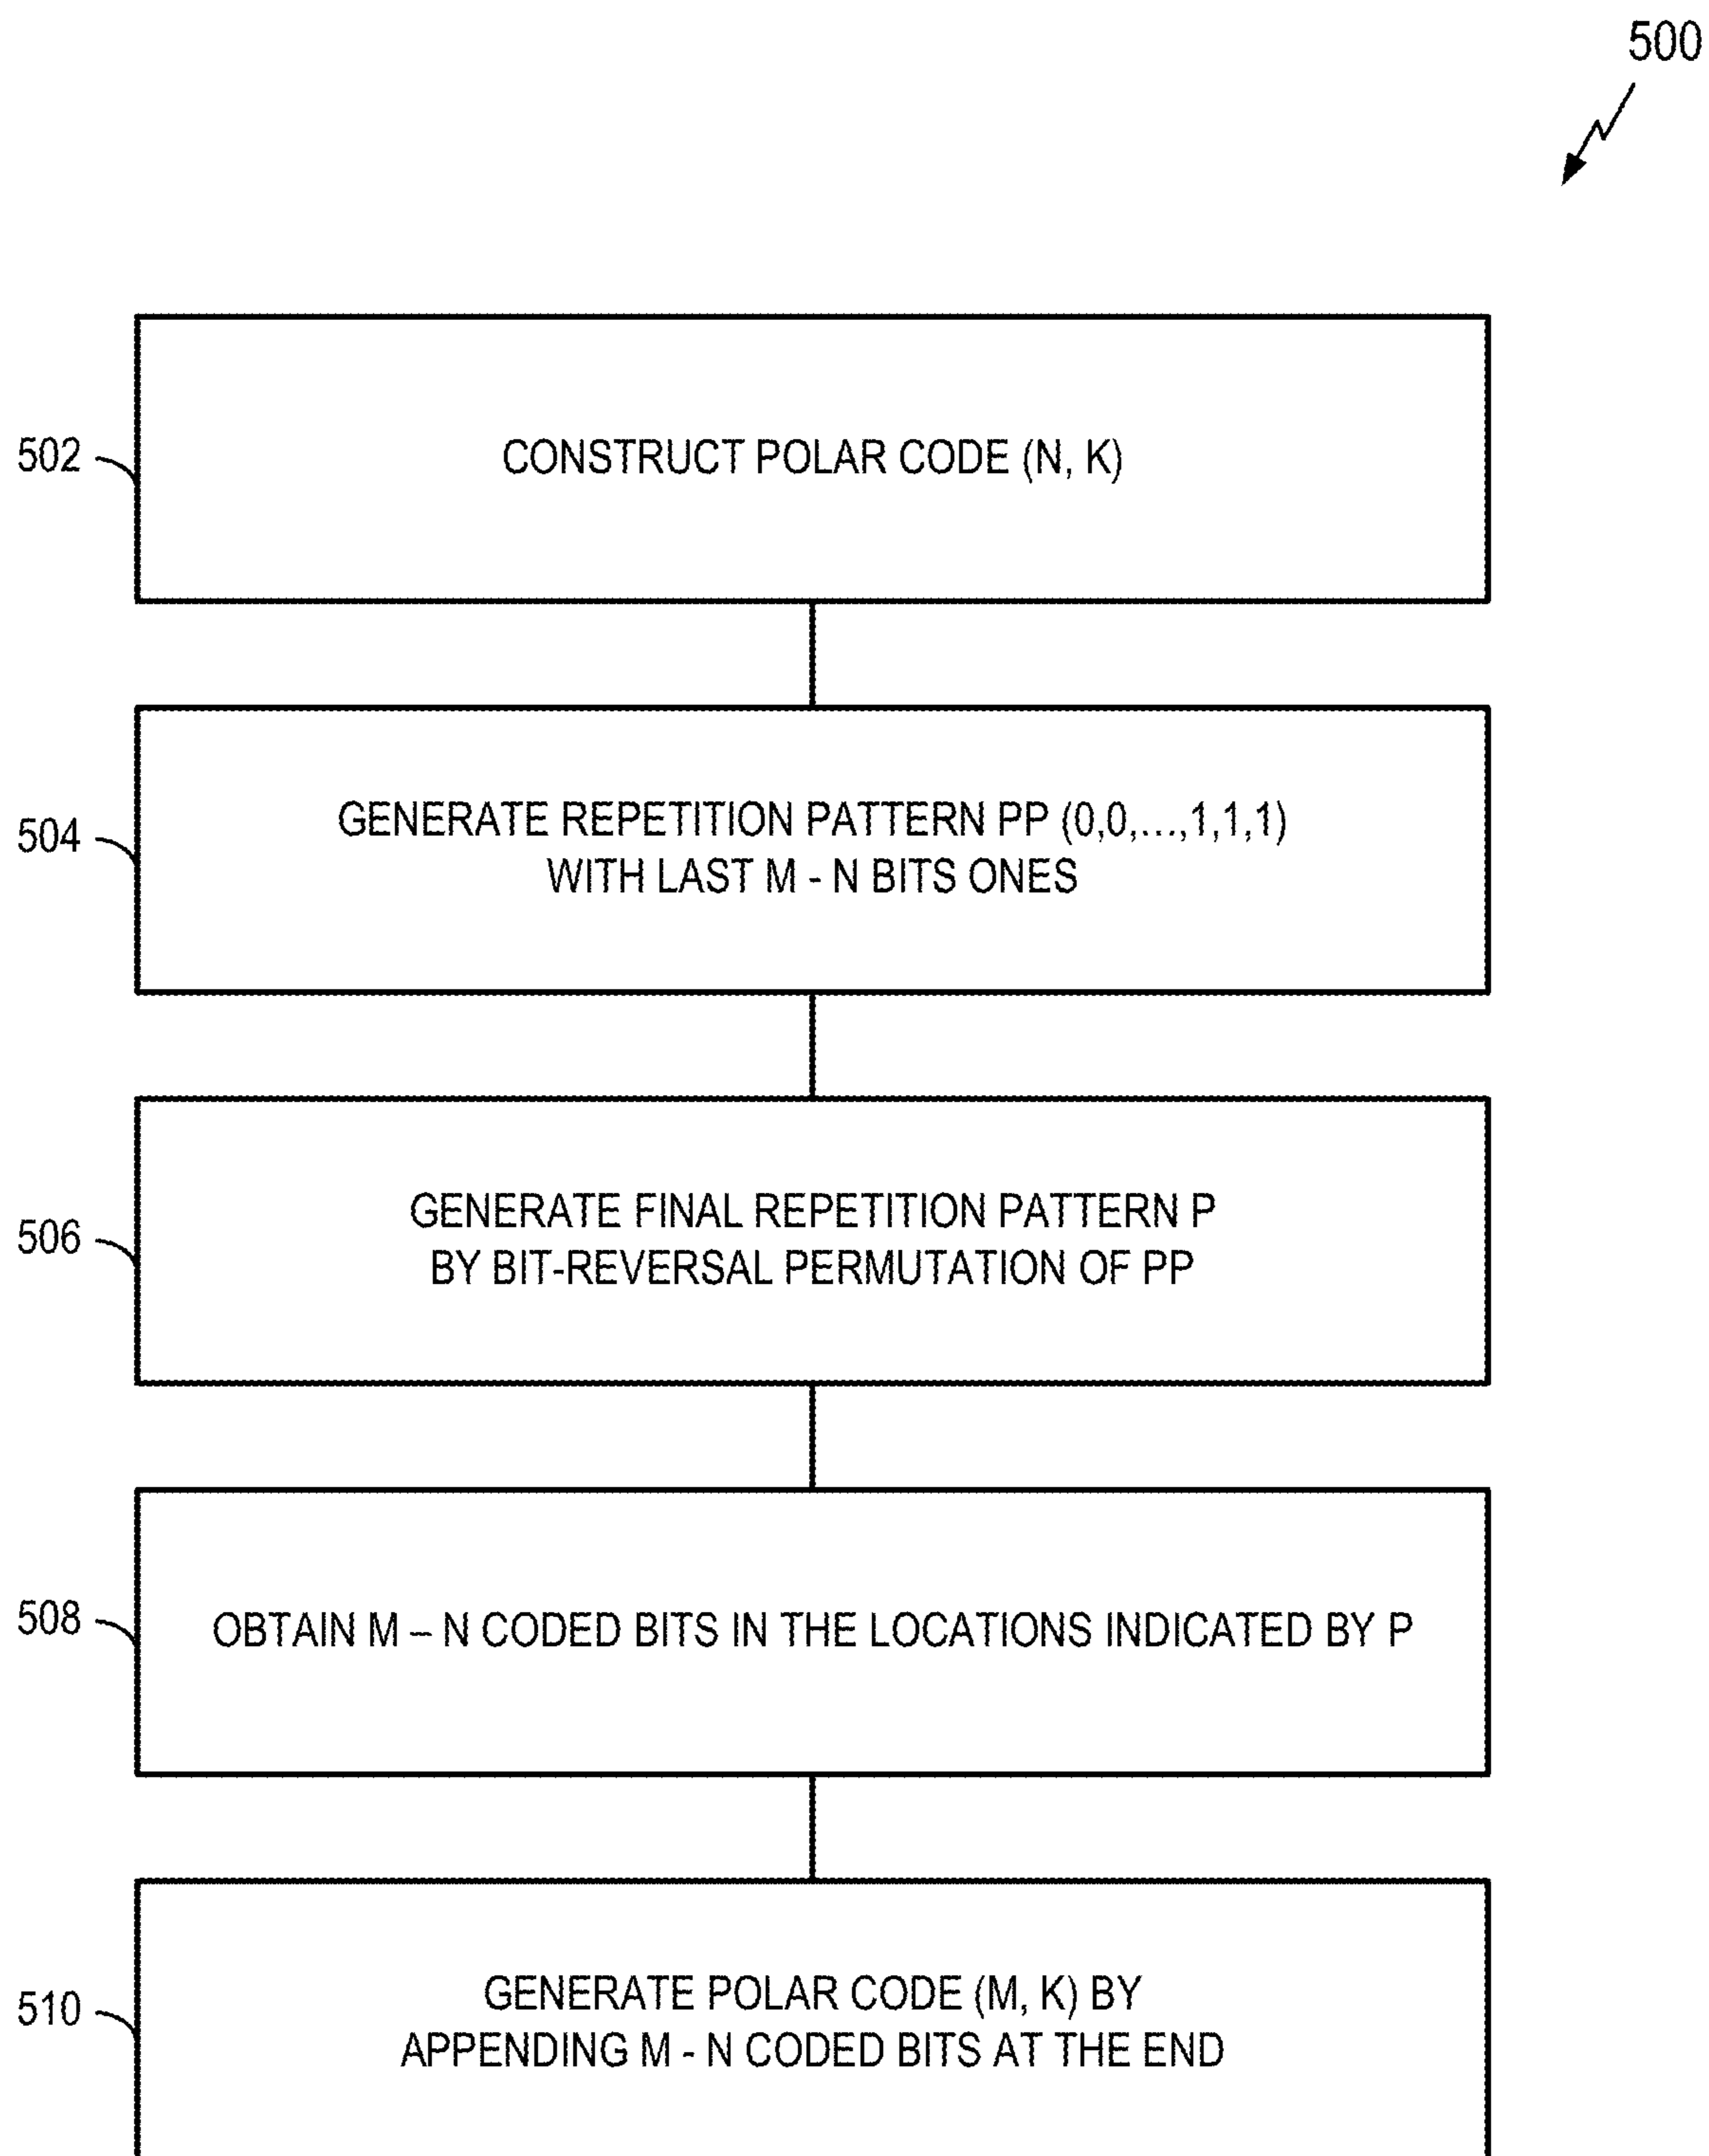 500
502
CONSTRUCT POLAR CODE (N, K)
504
GENERATE REPETITION PATTERN PP (0,0,...,1,1,1)
WITH LAST M - N BITS ONES
506
GENERATE FINAL REPETITION PATTERN P
BY BIT-REVERSAL PERMUTATION OF PP
508
OBTAIN M – N CODED BITS IN THE LOCATIONS INDICATED BY P
510
GENERATE POLAR CODE (M, K) BY
APPENDING M - N CODED BITS AT THE END